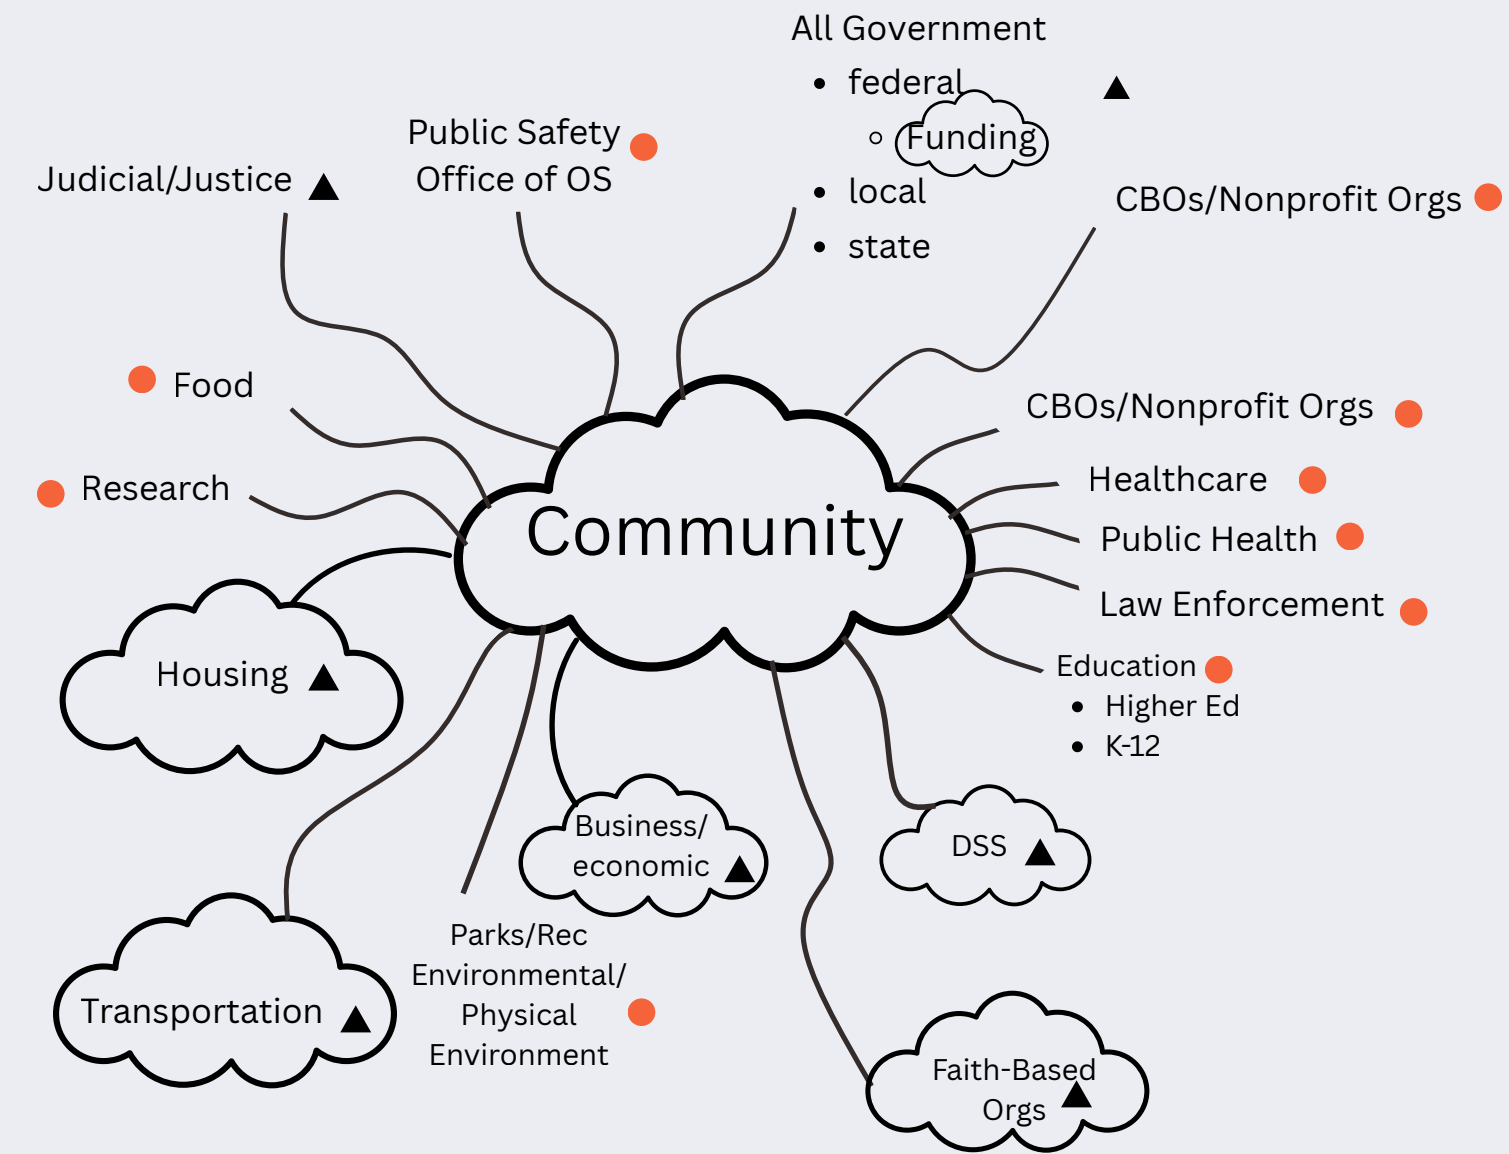 All Government
• federal
◦ Funding
• local
• state
Public Safety
Office of OS
Judicial/Justice
CBOs/Nonprofit Orgs
Food
CBOs/Nonprofit Orgs
Research
Healthcare
Community
Public Health
Law Enforcement
Education
• Higher Ed
• K-12
Housing
Business/
economic
DSS
Parks/Rec
Environmental/
Physical
Environment
Transportation
Faith-Based
Orgs